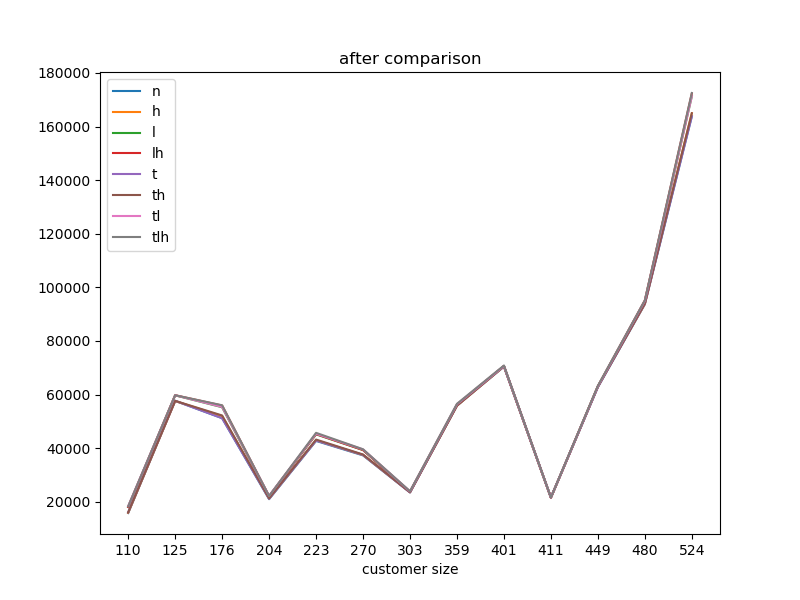 after comparison
180000
160000
140000
120000
100000
80000
60000
40000
20000
n
h
l
lh
t
th
tl
tlh
110 125 176 204 223 270 303 359 401 411 449 480 524
customer size